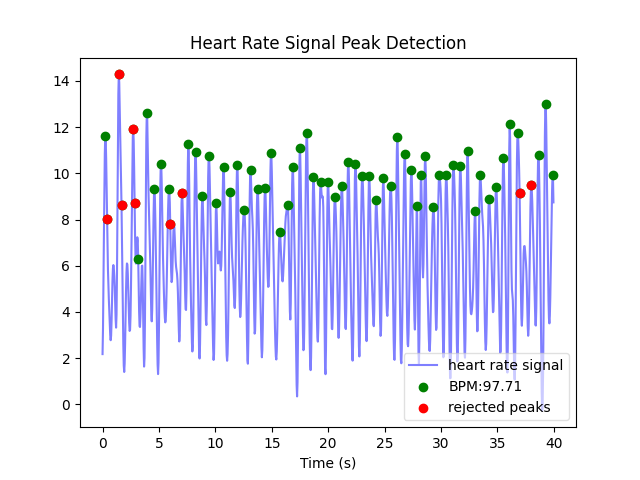 Heart Rate Signal Peak Detection
14
12
10
8
6
4
2
0
heart rate signal
BPM:97.71
rejected peaks
0 5 10 15 20 25 30 35 40
Time (s)